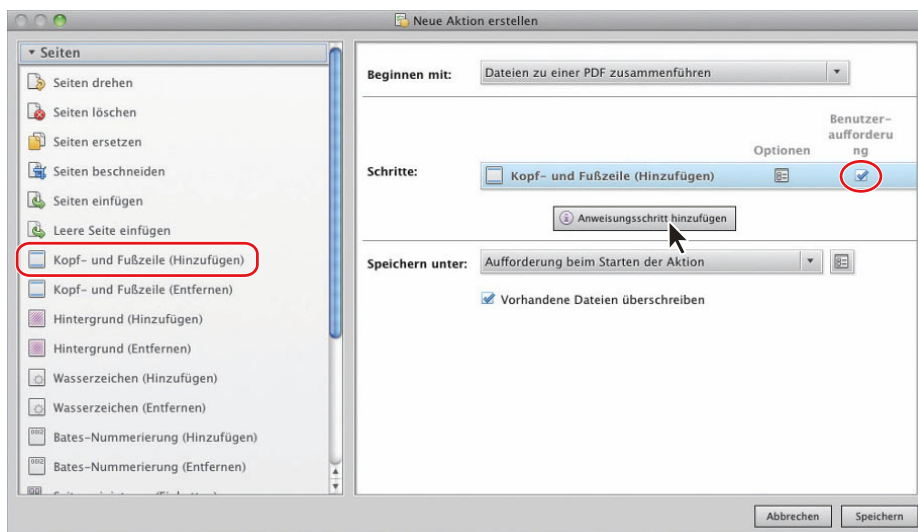 Neue Aktion erstellen
Seiten
Seiten drehen
Seiten löschen
Seiten ersetzen
Seiten beschneiden
Seiten einfügen
Leere Seite einfügen
Kopf- und Fußzeile (Hinzufügen)
Kopf- und Fußzeile (Entfernen)
Hintergrund (Hinzufügen)
Hintergrund (Entfernen)
Wasserzeichen (Hinzufügen)
Wasserzeichen (Entfernen)
Bates-Nummerierung (Hinzufügen)
Bates-Nummerierung (Entfernen)
Beginnen mit: Dateien zu einer PDF zusammenführen
Benutzer-
aufforderu
Optionen ng
Schritte: Kopf- und Fußzeile (Hinzufügen)
Anweisungsschritt hinzufügen
Speichern unter: Aufforderung beim Starten der Aktion
Vorhandene Dateien überschreiben
Abbrechen Speichern